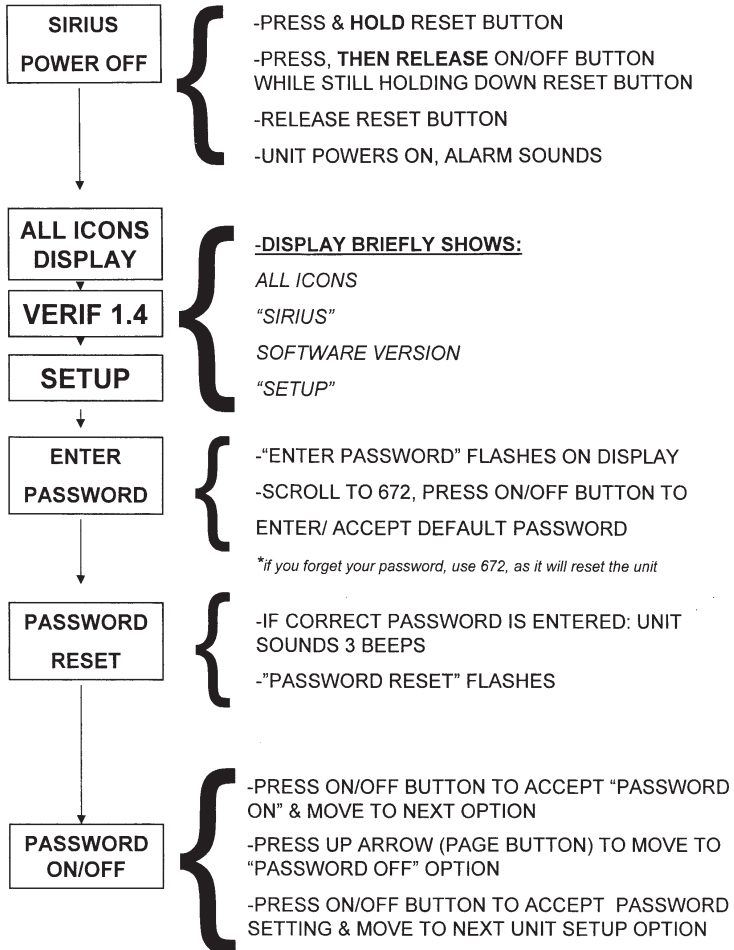 SIRIUS
POWER OFF
-PRESS & HOLD RESET BUTTON
-PRESS, THEN RELEASE ON/OFF BUTTON
WHILE STILL HOLDING DOWN RESET BUTTON
-RELEASE RESET BUTTON
-UNIT POWERS ON, ALARM SOUNDS
ALL ICONS
DISPLAY
VERIF 1.4
SETUP
-DISPLAY BRIEFLY SHOWS:
ALL ICONS
“SIRIUS”
SOFTWARE VERSION
“SETUP”
ENTER
PASSWORD
-“ENTER PASSWORD” FLASHES ON DISPLAY
-SCROLL TO 672, PRESS ON/OFF BUTTON TO
ENTER/ ACCEPT DEFAULT PASSWORD
*if you forget your password, use 672, as it will reset the unit
PASSWORD
RESET
-IF CORRECT PASSWORD IS ENTERED: UNIT
SOUNDS 3 BEEPS
-”PASSWORD RESET” FLASHES
PASSWORD
ON/OFF
-PRESS ON/OFF BUTTON TO ACCEPT “PASSWORD
ON” & MOVE TO NEXT OPTION
-PRESS UP ARROW (PAGE BUTTON) TO MOVE TO
“PASSWORD OFF” OPTION
-PRESS ON/OFF BUTTON TO ACCEPT PASSWORD
SETTING & MOVE TO NEXT UNIT SETUP OPTION